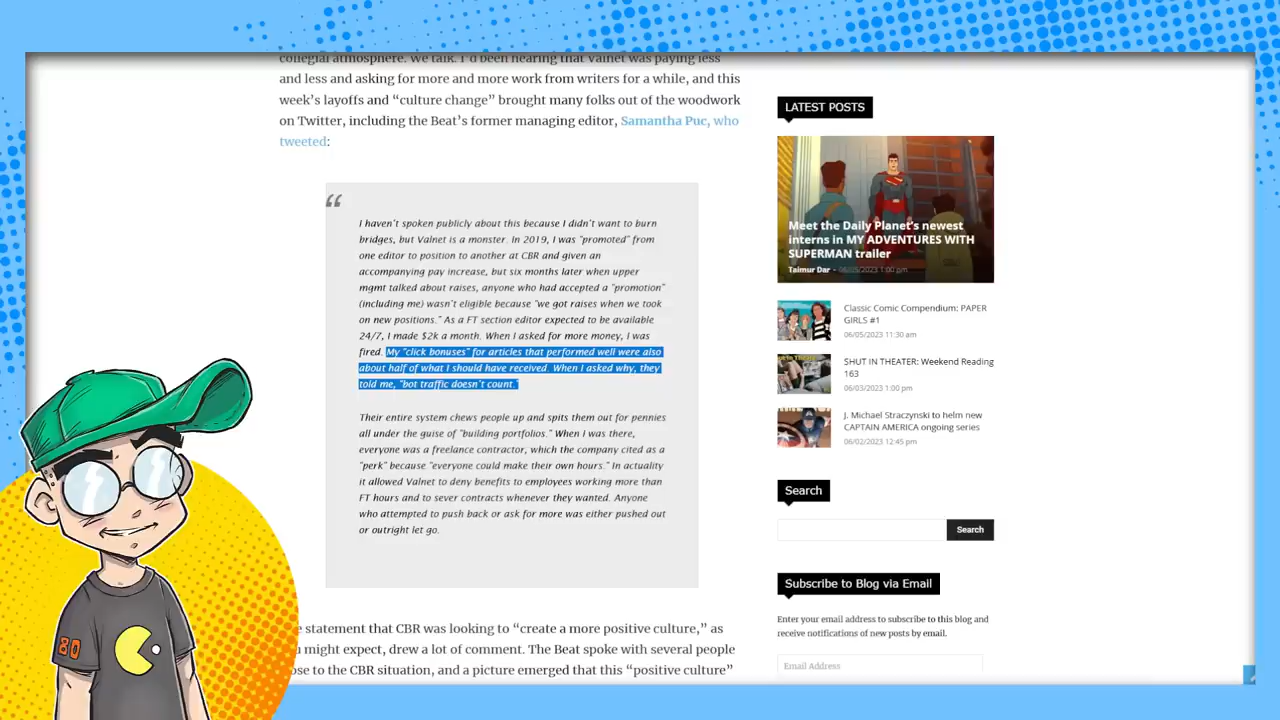 collegial atmosphere. We talk. I'd been hearing that Valnet was paying less
and less and asking for more and more work from writers for a while, and this
week's layoffs and “culture change” brought many folks out of the woodwork
on Twitter, including the Beat's former managing editor, Samantha Puc, who
tweeted:
“
I haven't spoken publicly about this because I didn't want to burn
bridges, but Valnet is a monster. In 2019, I was "promoted" from
one editor to position to another at CBR and given an
accompanying pay increase, but six months later when upper
mgmt talked about raises, anyone who had accepted a "promotion"
(including me) wasn't eligible because "we got raises when we took
on new positions." As a FT section editor expected to be available
24/7, I made $2k a month. When I asked for more money, I was
fired. My "click bonuses" for articles that performed well were also
about half of what I should have received. When I asked why, they
told me, "bot traffic doesn't count."
Their entire system chews people up and spits them out for pennies
all under the guise of "building portfolios." When I was there,
everyone was a freelance contractor, which the company cited as a
"perk" because "everyone could make their own hours." In actuality
it allowed Valnet to deny benefits to employees working more than
FT hours and to sever contracts whenever they wanted. Anyone
who attempted to push back or ask for more was either pushed out
or outright let go.
statement that CBR was looking to “create a more positive culture,” as
might expect, drew a lot of comment. The Beat spoke with several people
to the CBR situation, and a picture emerged that this “positive culture”
LATEST POSTS
Meet the Daily Planet's newest
interns in MY ADVENTURES WITH
SUPERMAN trailer
Taimur Dar - 06/05/2023 1:00 pm
Classic Comic Compendium: PAPER
GIRLS #1
06/05/2023 11:30 am
SHUT IN THEATER: Weekend Reading
163
06/03/2023 1:00 pm
J. Michael Straczynski to helm new
CAPTAIN AMERICA ongoing series
06/02/2023 12:45 pm
Search
Search
Subscribe to Blog via Email
Enter your email address to subscribe to this blog and
receive notifications of new posts by email.
Email Address
80